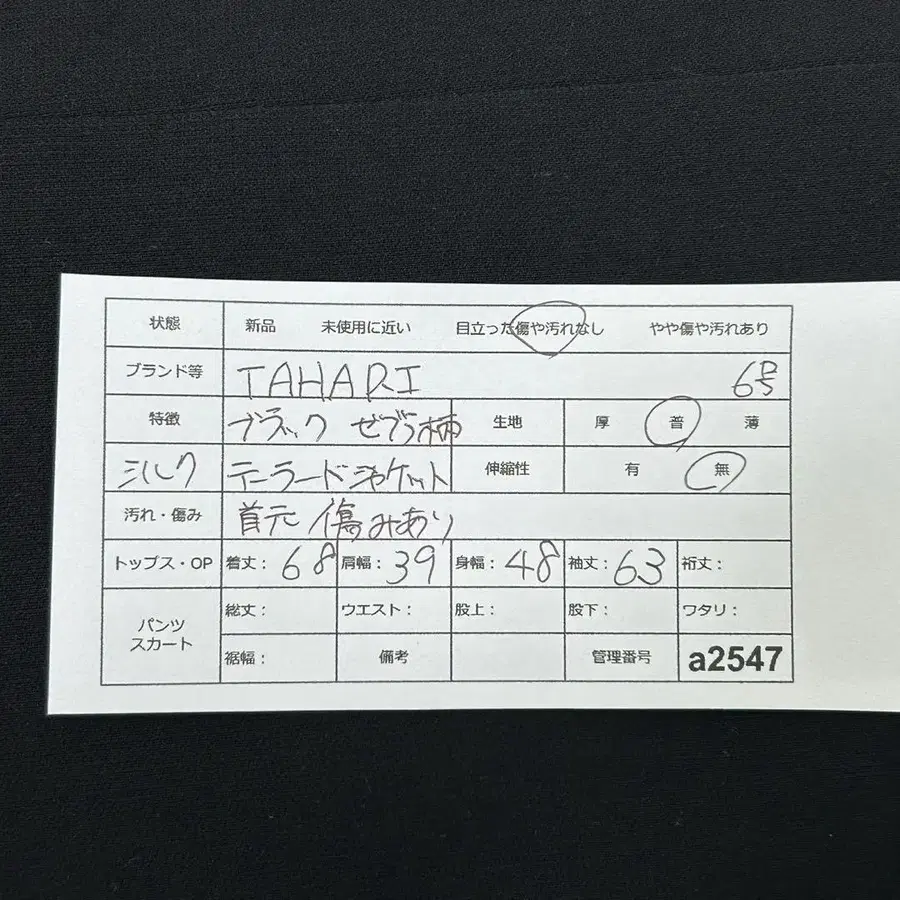 状態 新品 未使用に近い 目立った傷や汚れなし やや傷や汚れあり
ブランド等 TAHARI 6号
特徴 ブラック ゼブラ柄 生地 厚 普 薄
シルク テーラードジャケット 伸縮性 有 無
汚れ・傷み 首元 傷みあり
トップス・OP 着丈: 68 肩幅: 39 身幅: 48 袖丈: 63 裄丈:
パンツ スカート 総丈: ウエスト: 股上: 股下: ワタリ:
裾幅: 備考 管理番号 a2547